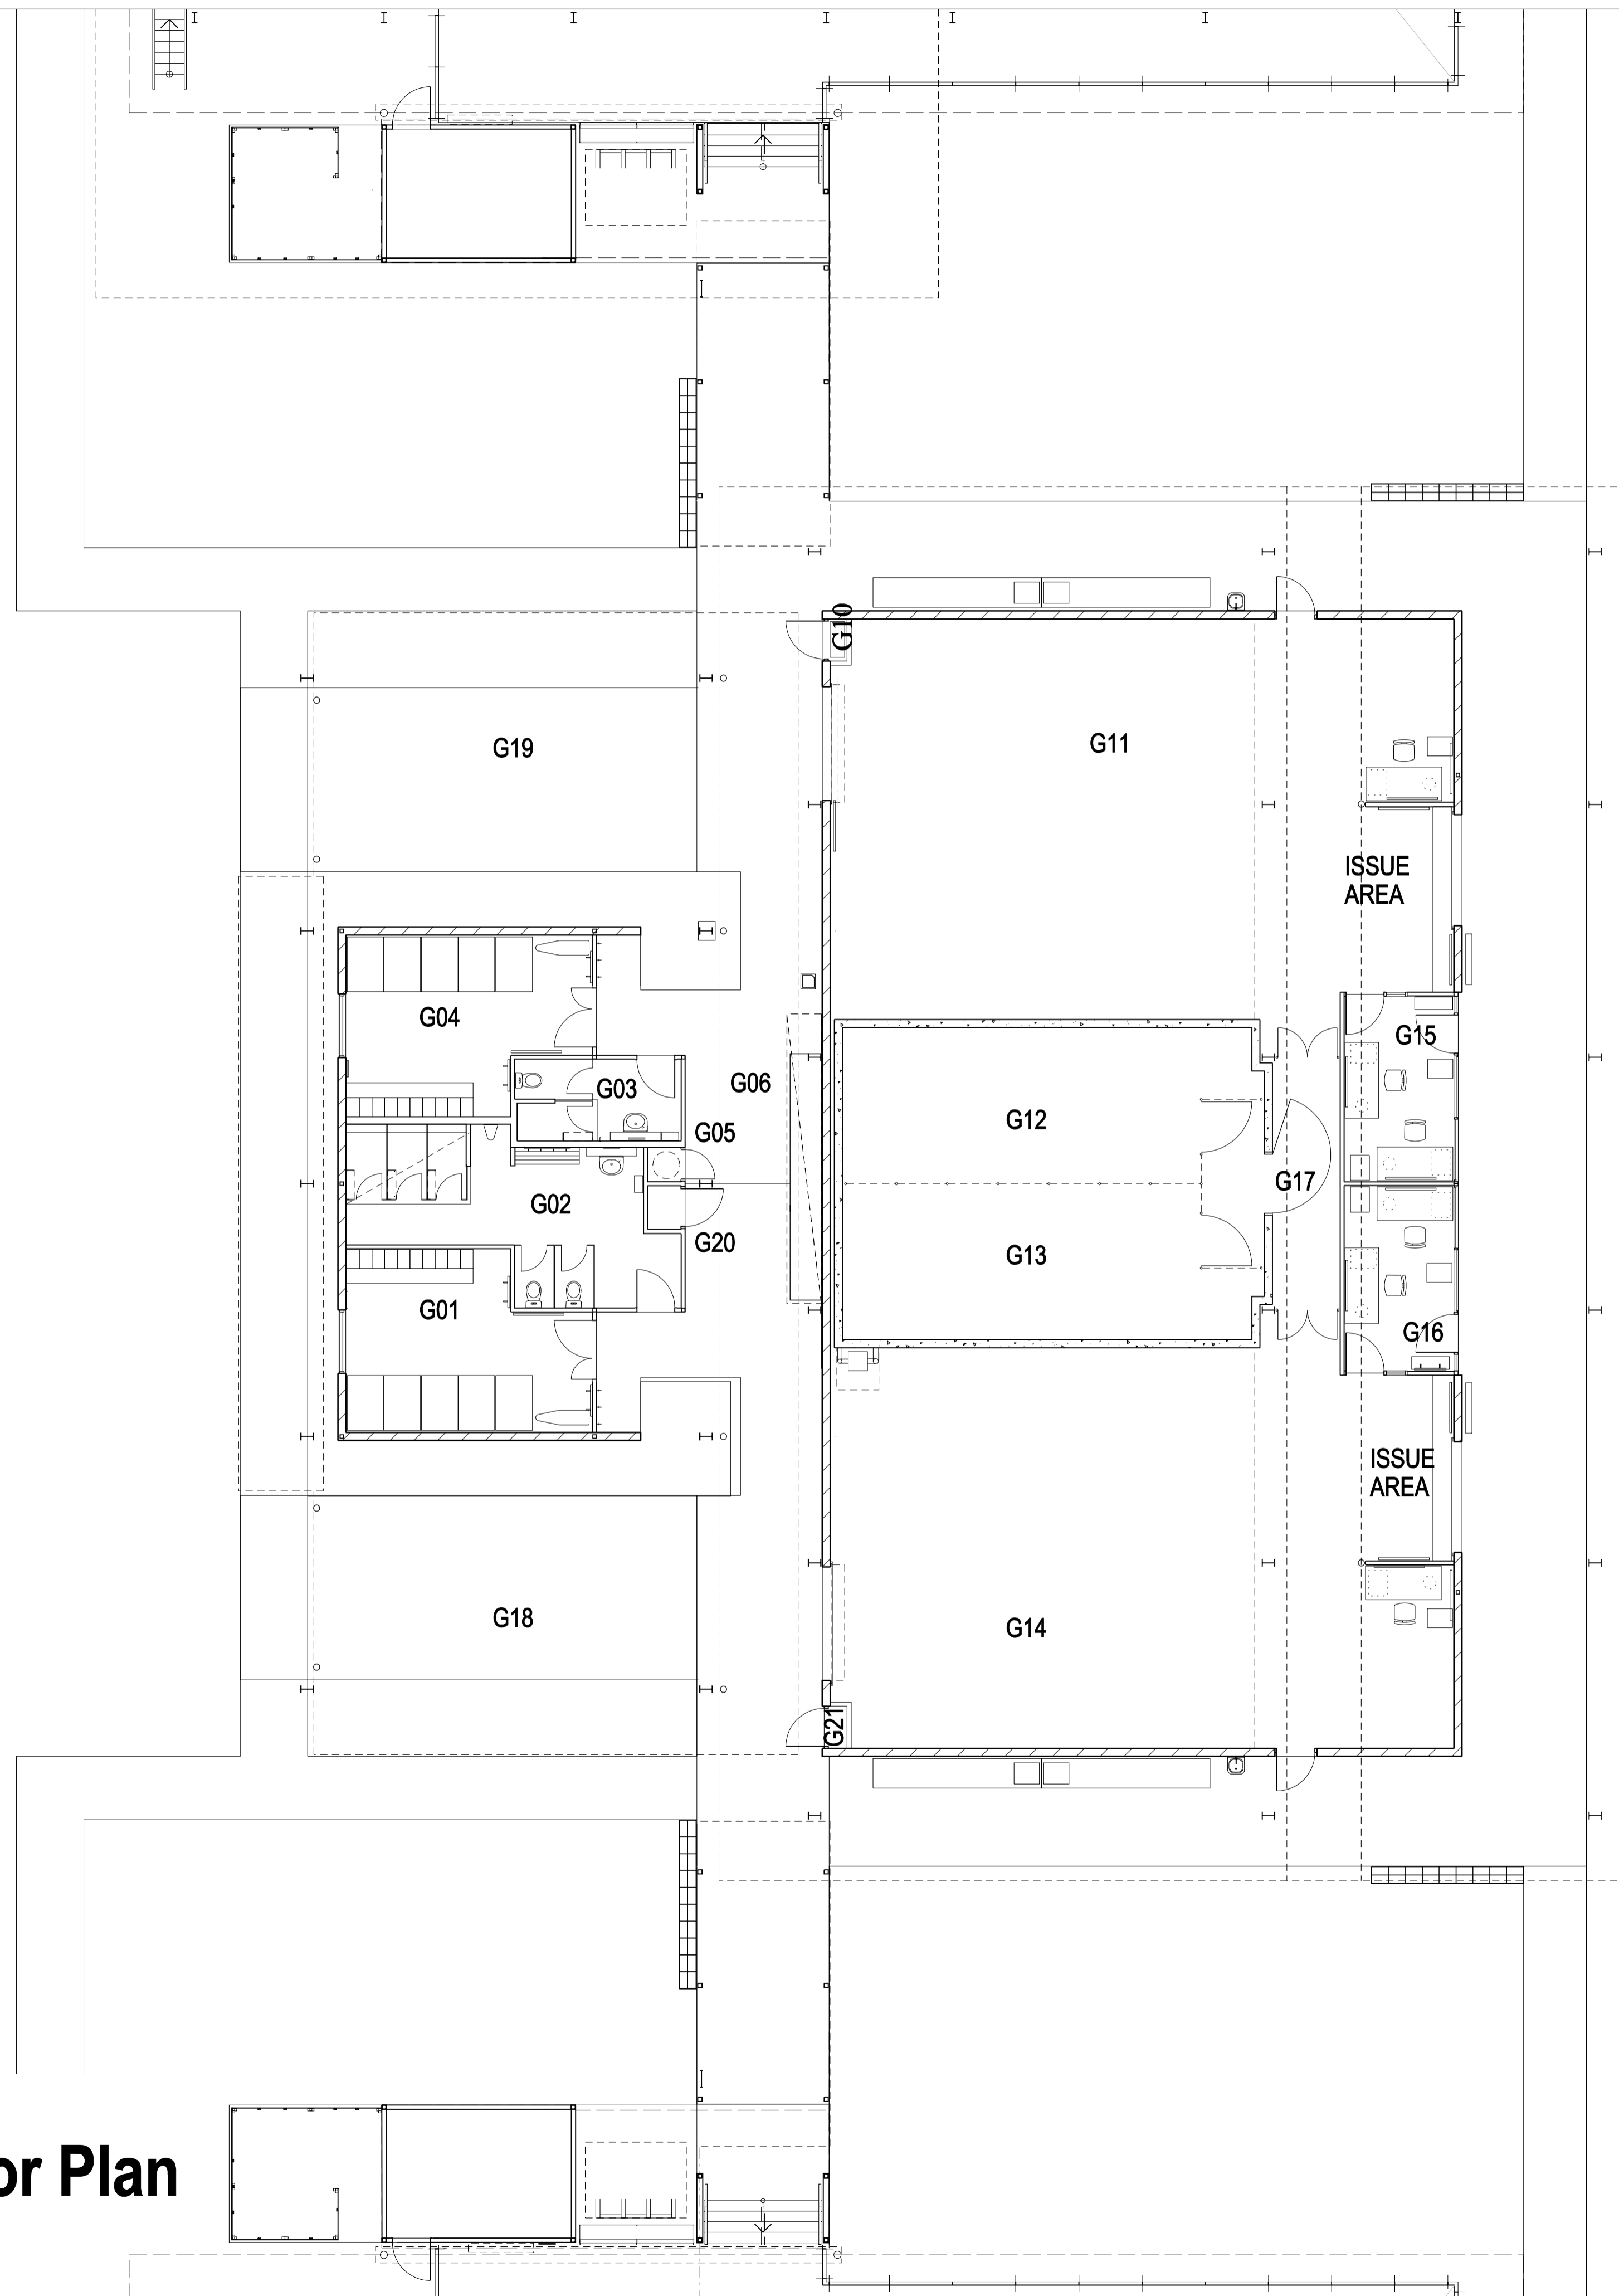 G10
G11
G19
ISSUE
AREA
G04
G15
G03
G06
G12
G05
G17
G02
G20
G13
G01
G16
ISSUE
AREA
G18
G14
G21
or Plan